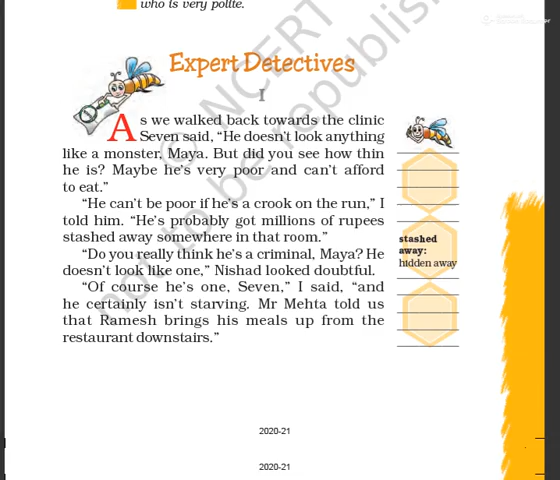 who is very polite.
Expert Detectives
I
As we walked back towards the clinic
Seven said, “He doesn’t look anything
like a monster, Maya. But did you see how thin
he is? Maybe he’s very poor and can’t afford
to eat.”
“He can’t be poor if he’s a crook on the run,” I
told him. “He’s probably got millions of rupees
stashed away somewhere in that room.”
“Do you really think he’s a criminal, Maya? He
doesn’t look like one,” Nishad looked doubtful.
“Of course he’s one, Seven,” I said, “and
he certainly isn’t starving. Mr Mehta told us
that Ramesh brings his meals up from the
restaurant downstairs.”
stashed
away:
hidden away
© NCERT
not to be republished
2020-21
2020-21